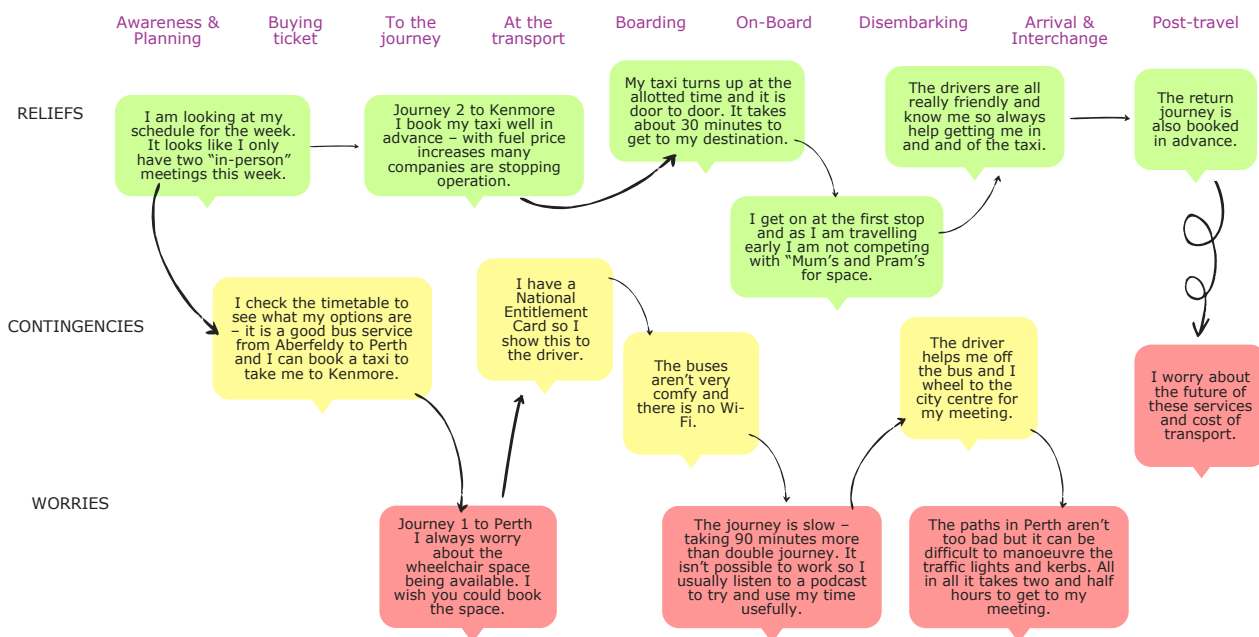 Awareness &
Planning
Buying
ticket
To the
journey
At the
transport
Boarding
On-Board
Disembarking
Arrival &
Interchange
Post-travel
RELIEFS
I am looking at my
schedule for the week.
It looks like I only
have two “in-person”
meetings this week.
Journey 2 to Kenmore
I book my taxi well in
advance – with fuel price
increases many
companies are stopping
operation.
My taxi turns up at the
allotted time and it is
door to door. It takes
about 30 minutes to
get to my destination.
I get on at the first stop
and as I am travelling
early I am not competing
with “Mum’s and Pram’s
for space.
The drivers are all
really friendly and
know me so always
help getting me in
and and of the taxi.
The return
journey is
also booked
in advance.
CONTINGENCIES
I check the timetable to
see what my options are
– it is a good bus service
from Aberfeldy to Perth
and I can book a taxi to
take me to Kenmore.
I have a
National
Entitlement
Card so I
show this to
the driver.
The buses
aren’t very
comfy and
there is no Wi-
Fi.
The driver
helps me off
the bus and I
wheel to the
city centre for
my meeting.
I worry about
the future of
these services
and cost of
transport.
WORRIES
Journey 1 to Perth
I always worry
about the
wheelchair space
being available. I
wish you could book
the space.
The journey is slow –
taking 90 minutes more
than double journey. It
isn’t possible to work so I
usually listen to a podcast
to try and use my time
usefully.
The paths in Perth aren’t
too bad but it can be
difficult to manoeuvre the
traffic lights and kerbs. All
in all it takes two and half
hours to get to my
meeting.